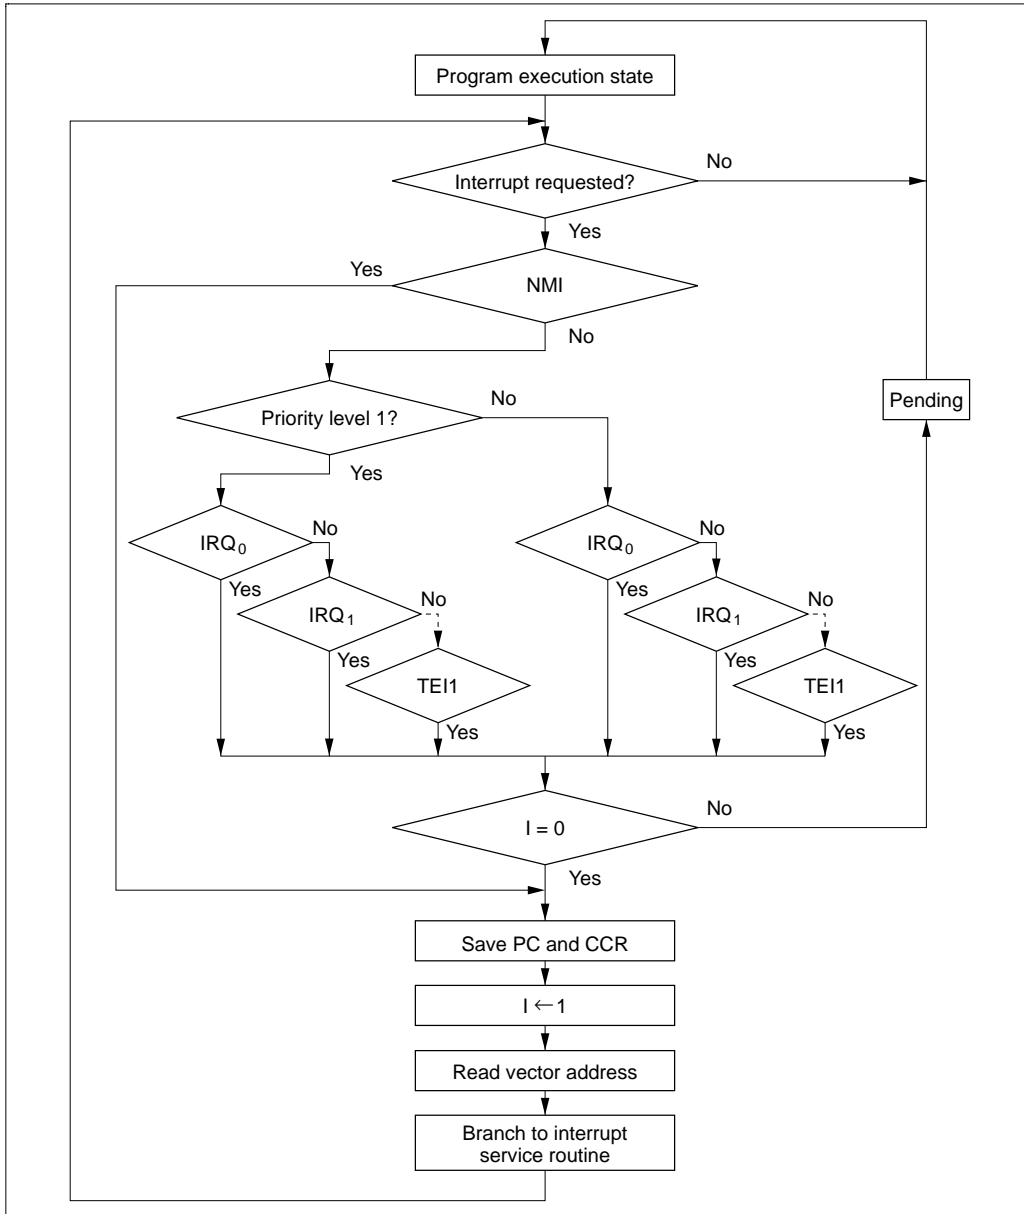 Program execution state
Interrupt requested?
No
Yes
NMI
Yes
No
Priority level 1?
No
Yes
Pending
IRQ0
No
Yes
IRQ1
No
Yes
TEI1
Yes
IRQ0
No
Yes
IRQ1
No
Yes
TEI1
Yes
I = 0
No
Yes
Save PC and CCR
I ← 1
Read vector address
Branch to interrupt
service routine